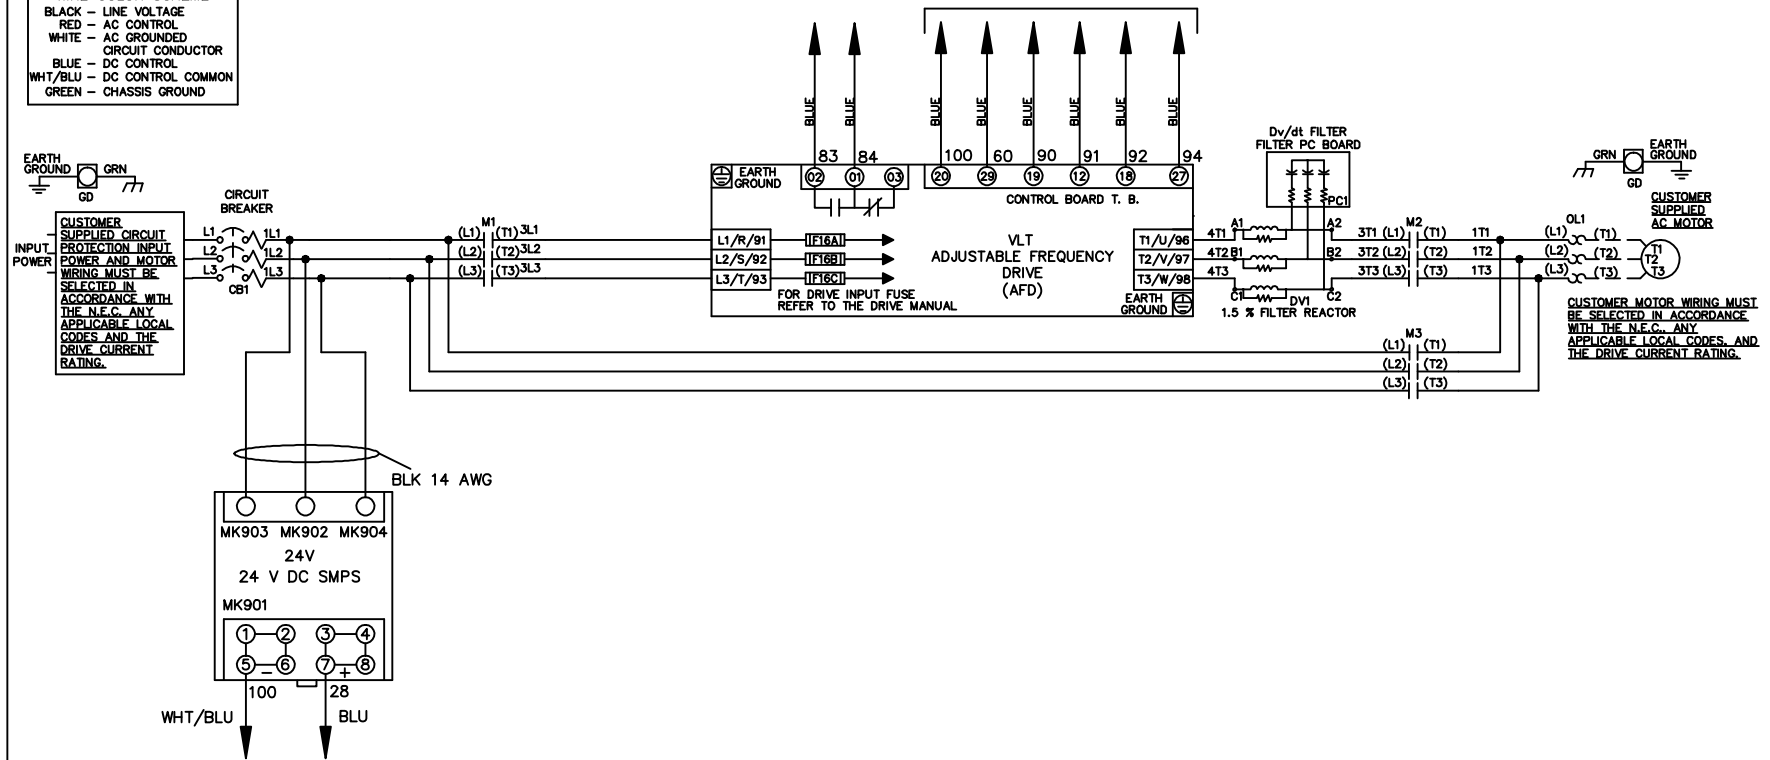 BLACK – LINE VOLTAGE
RED – AC CONTROL
WHITE – AC GROUNDED
CIRCUIT CONDUCTOR
BLUE – DC CONTROL
WHT/BLU – DC CONTROL COMMON
GREEN – CHASSIS GROUND
BLUE
BLUE
BLUE
BLUE
BLUE
BLUE
BLUE
BLUE
83 84
100 60 90 91 92 94
02 01 03
20 29 19 12 18 27
EARTH
GROUND
CONTROL BOARD T. B.
Dv/dt FILTER
FILTER PC BOARD
PC1
EARTH
GROUND
GRN
GD
GRN
EARTH
GROUND
GD
CUSTOMER
SUPPLIED
AC MOTOR
CIRCUIT
BREAKER
INPUT
POWER
CUSTOMER
SUPPLIED CIRCUIT
PROTECTION INPUT
POWER AND MOTOR
WIRING MUST BE
SELECTED IN
ACCORDANCE WITH
THE N.E.C. ANY
APPLICABLE LOCAL
CODES AND THE
DRIVE CURRENT
RATING.
L1 1L1
L2 1L2
L3 1L3
CB1
M1
(L1) (T1) 3L1
(L2) (T2) 3L2
(L3) (T3) 3L3
L1/R/91
L2/S/92
L3/T/93
F16A
F16B
F16C
FOR DRIVE INPUT FUSE
REFER TO THE DRIVE MANUAL
VLT
ADJUSTABLE FREQUENCY
DRIVE
(AFD)
T1/U/96
T2/V/97
T3/W/98
EARTH
GROUND
4T1 A1 A2
4T2 B1 B2
4T3
C1 C2
DV1
1.5 % FILTER REACTOR
M2
3T1 (L1) (T1) 1T1
3T2 (L2) (T2) 1T2
3T3 (L3) (T3) 1T3
OL1
(L1) (T1)
(L2) (T2)
(L3) (T3)
T1
T2
T3
CUSTOMER MOTOR WIRING MUST
BE SELECTED IN ACCORDANCE
WITH THE N.E.C., ANY
APPLICABLE LOCAL CODES, AND
THE DRIVE CURRENT RATING.
M3
(L1) (T1)
(L2) (T2)
(L3) (T3)
BLK 14 AWG
MK903 MK902 MK904
24V
24 V DC SMPS
MK901
1 2 3 4
5 – 6 7 + 8
100 28
WHT/BLU BLU